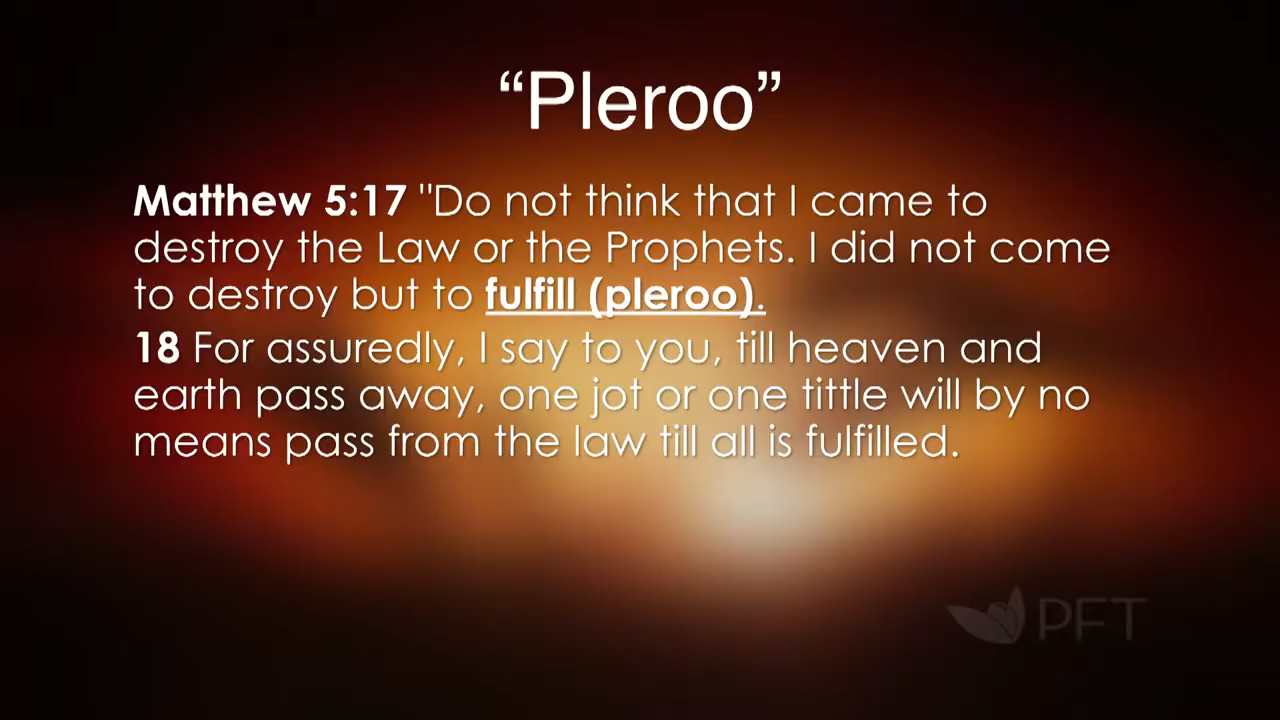 “Pleroo”
Matthew 5:17 "Do not think that I came to
destroy the Law or the Prophets. I did not come
to destroy but to fulfill (pleroo).
18 For assuredly, I say to you, till heaven and
earth pass away, one jot or one tittle will by no
means pass from the law till all is fulfilled.
PFT